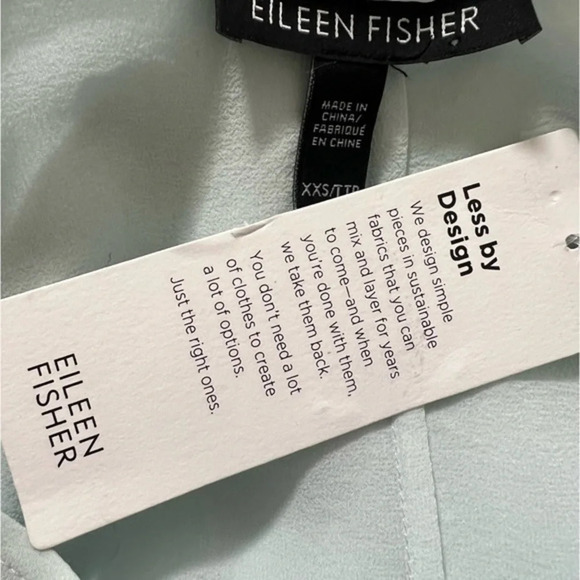 EILEEN FISHER
MADE IN
CHINA/
FABRIQUÉ
EN CHINE
Less by
Design
We design simple
pieces in sustainable
fabrics that you can
mix and layer for years
to come—and when
you're done with them,
we take them back.
You don't need a lot
of clothes to create
a lot of options.
Just the right ones.
EILEEN
FISHER